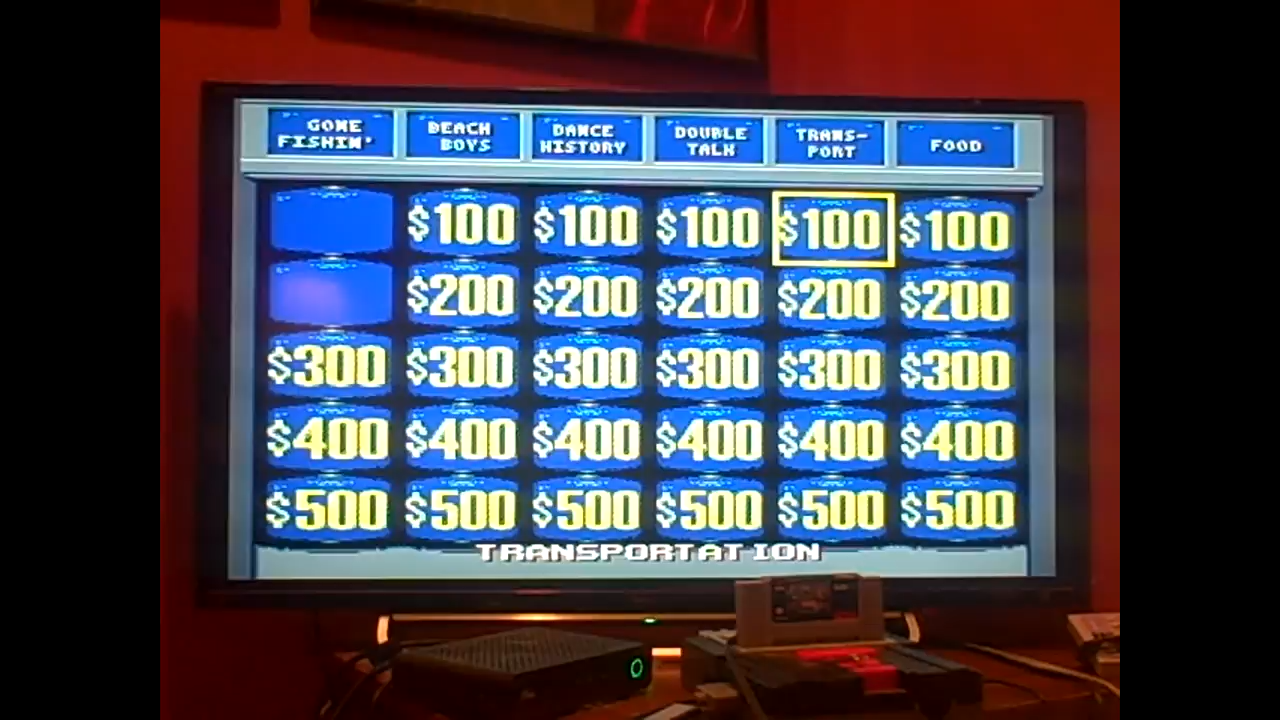 GONE
FISHIN'
BEACH
BOYS
DANCE
HISTORY
DOUBLE
TALK
TRANS-
PORT
FOOD
$100 $100 $100 $100 $100
$200 $200 $200 $200 $200
$300 $300 $300 $300 $300 $300
$400 $400 $400 $400 $400 $400
$500 $500 $500 $500 $500 $500
TRANSPORTATION